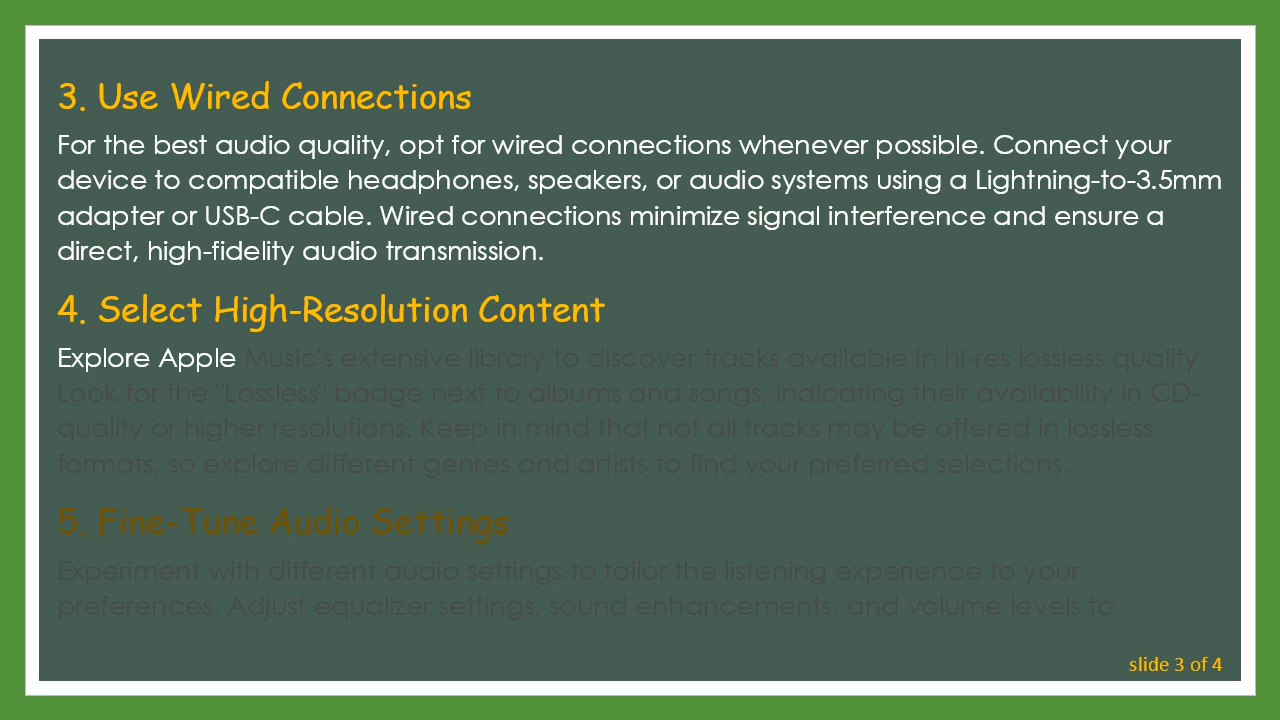 3. Use Wired Connections
For the best audio quality, opt for wired connections whenever possible. Connect your
device to compatible headphones, speakers, or audio systems using a Lightning-to-3.5mm
adapter or USB-C cable. Wired connections minimize signal interference and ensure a
direct, high-fidelity audio transmission.
4. Select High-Resolution Content
Explore Apple Music's extensive library to discover tracks available in hi-res lossless quality.
Look for the "Lossless" badge next to albums and songs, indicating their availability in CD-
quality or higher resolutions. Keep in mind that not all tracks may be offered in lossless
formats, so explore different genres and artists to find your preferred selections.
5. Fine-Tune Audio Settings
Experiment with different audio settings to tailor the listening experience to your
preferences. Adjust equalizer settings, sound enhancements, and volume levels to
slide 3 of 4